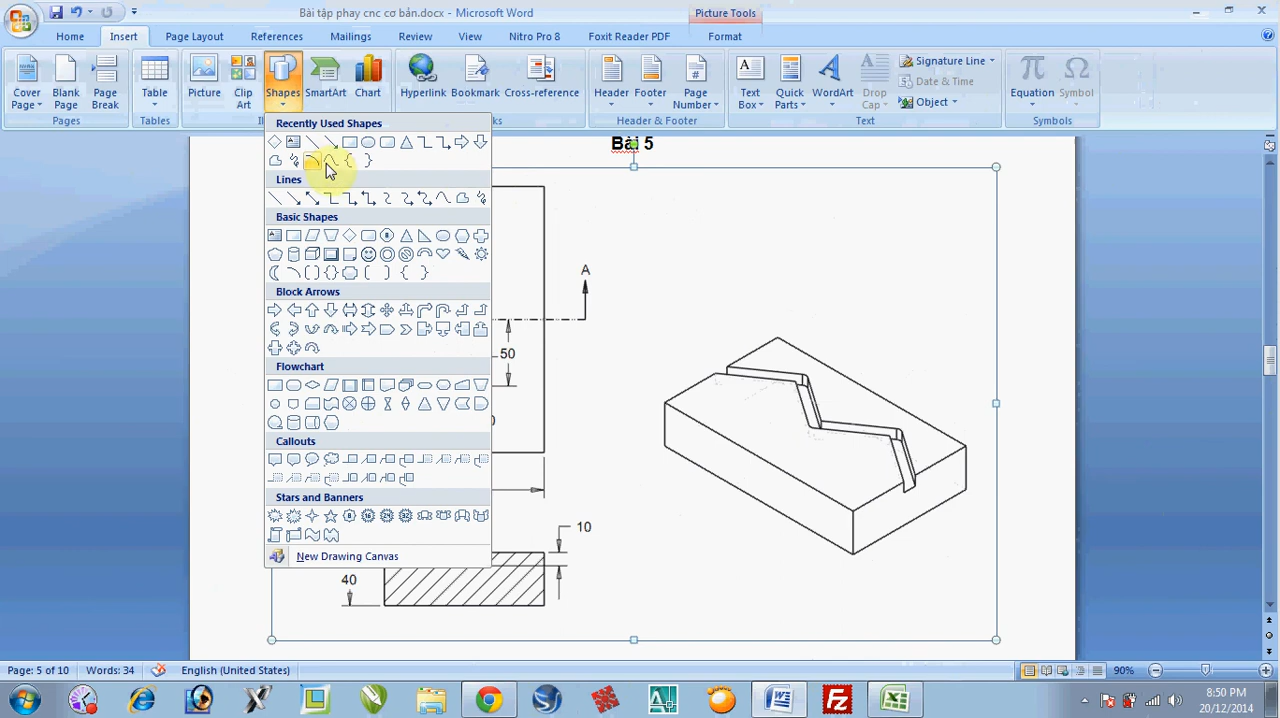 Bài tập phay cnc cơ bản.docx - Microsoft Word
Picture Tools
Home Insert Page Layout References Mailings Review View Nitro Pro 8 Foxit Reader PDF Format
Cover Page
Blank Page
Page Break
Table
Picture
Clip Art
Shapes
SmartArt
Chart
Hyperlink
Bookmark
Cross-reference
Header
Footer
Page Number
Text Box
Quick Parts
WordArt
Drop Cap
Signature Line
Date & Time
Object
Equation
Symbol
Pages
Tables
Header & Footer
Text
Symbols
Recently Used Shapes
Lines
Basic Shapes
Block Arrows
Flowchart
Callouts
Stars and Banners
New Drawing Canvas
Bài 5
A
50
10
40
Page: 5 of 10 Words: 34 English (United States) 90%
8:50 PM
20/12/2014